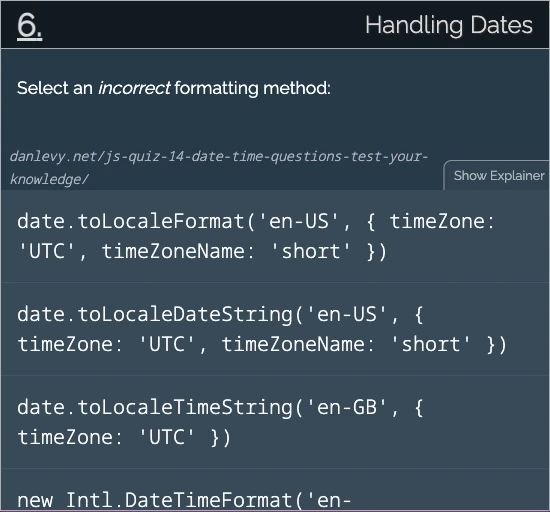 6.
Handling Dates
Select an incorrect formatting method:
danlevy.net/js-quiz-14-date-time-questions-test-your-
knowledge/
Show Explainer
date.toLocaleFormat('en-US', { timeZone:
'UTC', timeZoneName: 'short' })
date.toLocaleDateString('en-US', {
timeZone: 'UTC', timeZoneName: 'short' })
date.toLocaleTimeString('en-GB', {
timeZone: 'UTC' })
new Intl.DateTimeFormat('en-